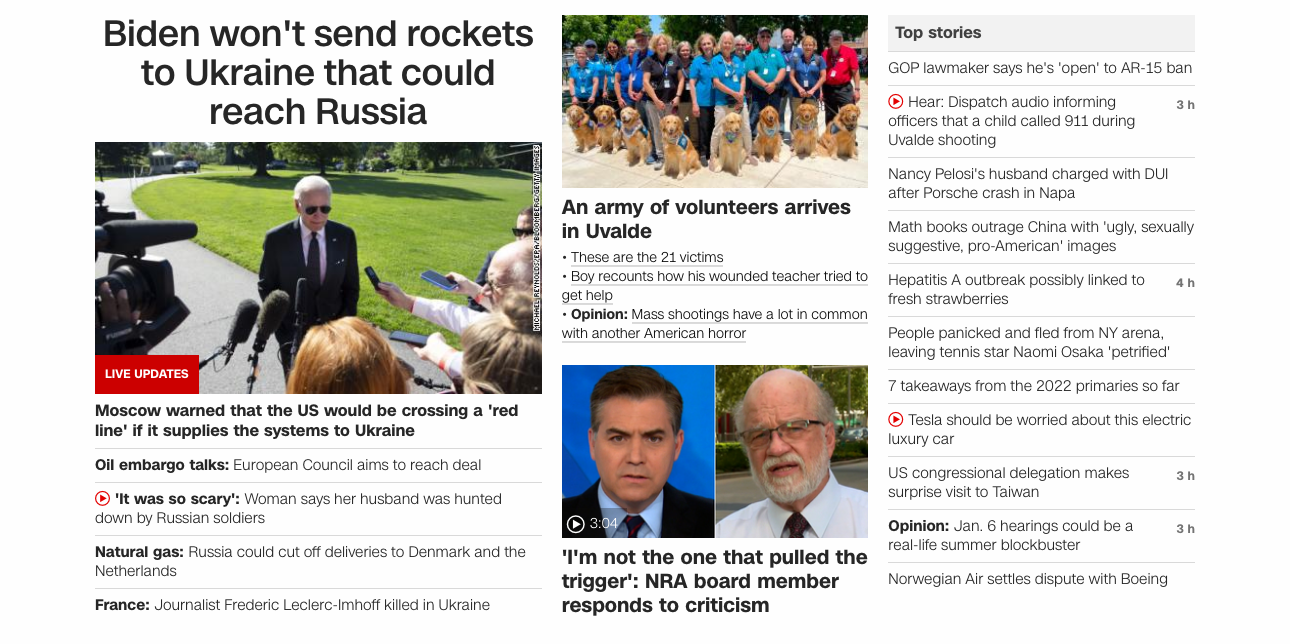 Biden won't send rockets
to Ukraine that could
reach Russia
MICHAEL REYNOLDS/EPA/BLOOMBERG/GETTY IMAGES
LIVE UPDATES
Moscow warned that the US would be crossing a 'red
line' if it supplies the systems to Ukraine
Oil embargo talks: European Council aims to reach deal
'It was so scary': Woman says her husband was hunted
down by Russian soldiers
Natural gas: Russia could cut off deliveries to Denmark and the
Netherlands
France: Journalist Frederic Leclerc-Imhoff killed in Ukraine
An army of volunteers arrives
in Uvalde
• These are the 21 victims
• Boy recounts how his wounded teacher tried to
get help
• Opinion: Mass shootings have a lot in common
with another American horror
3:04
'I'm not the one that pulled the
trigger': NRA board member
responds to criticism
Top stories
GOP lawmaker says he's 'open' to AR-15 ban
Hear: Dispatch audio informing 3 h
officers that a child called 911 during
Uvalde shooting
Nancy Pelosi's husband charged with DUI
after Porsche crash in Napa
Math books outrage China with 'ugly, sexually
suggestive, pro-American' images
Hepatitis A outbreak possibly linked to 4 h
fresh strawberries
People panicked and fled from NY arena,
leaving tennis star Naomi Osaka 'petrified'
7 takeaways from the 2022 primaries so far
Tesla should be worried about this electric
luxury car
US congressional delegation makes 3 h
surprise visit to Taiwan
Opinion: Jan. 6 hearings could be a 3 h
real-life summer blockbuster
Norwegian Air settles dispute with Boeing